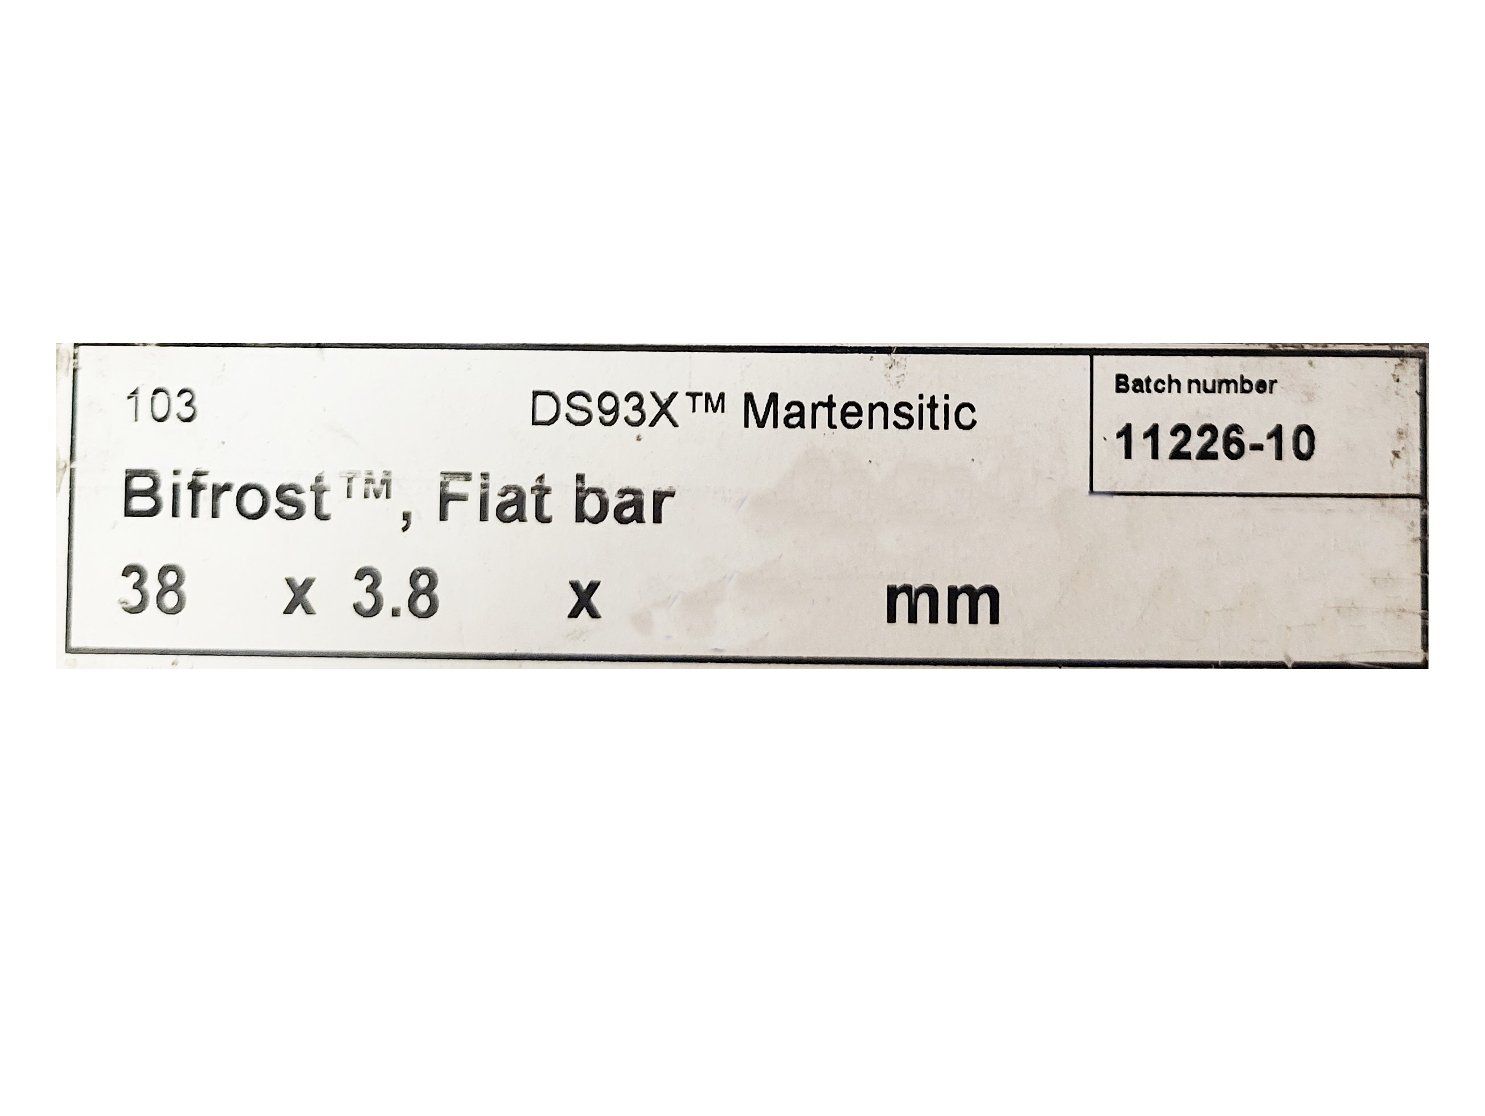 103 DS93X™ Martensitic
Batch number
11226-10
Bifrost™, Flat bar
38 x 3.8 x mm